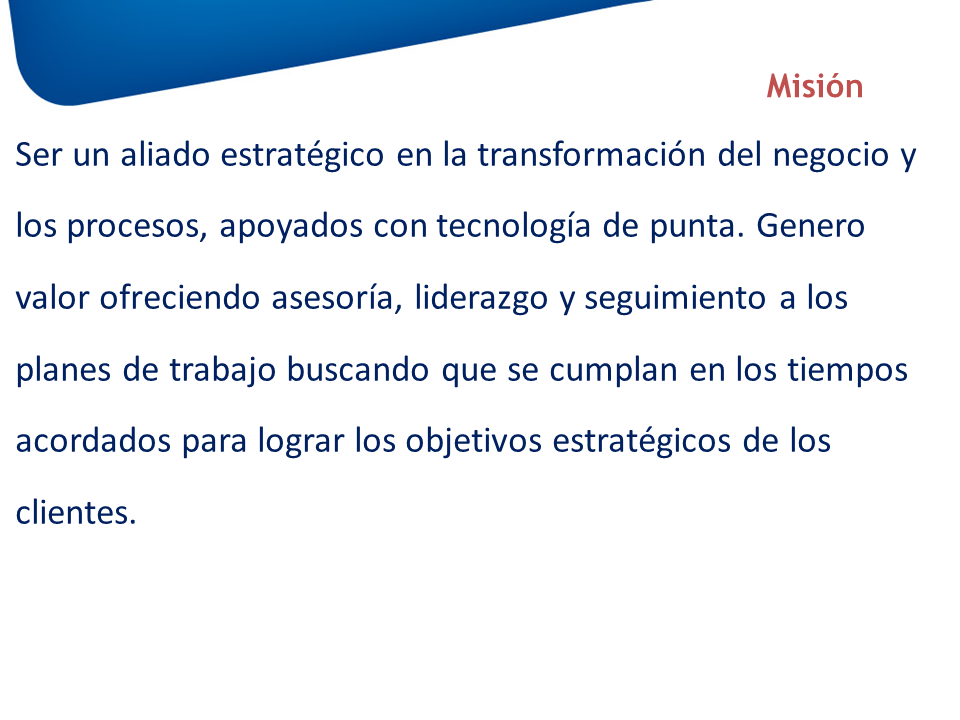 Misión
Ser un aliado estratégico en la transformación del negocio y
los procesos, apoyados con tecnología de punta. Genero
valor ofreciendo asesoría, liderazgo y seguimiento a los
planes de trabajo buscando que se cumplan en los tiempos
acordados para lograr los objetivos estratégicos de los
clientes.